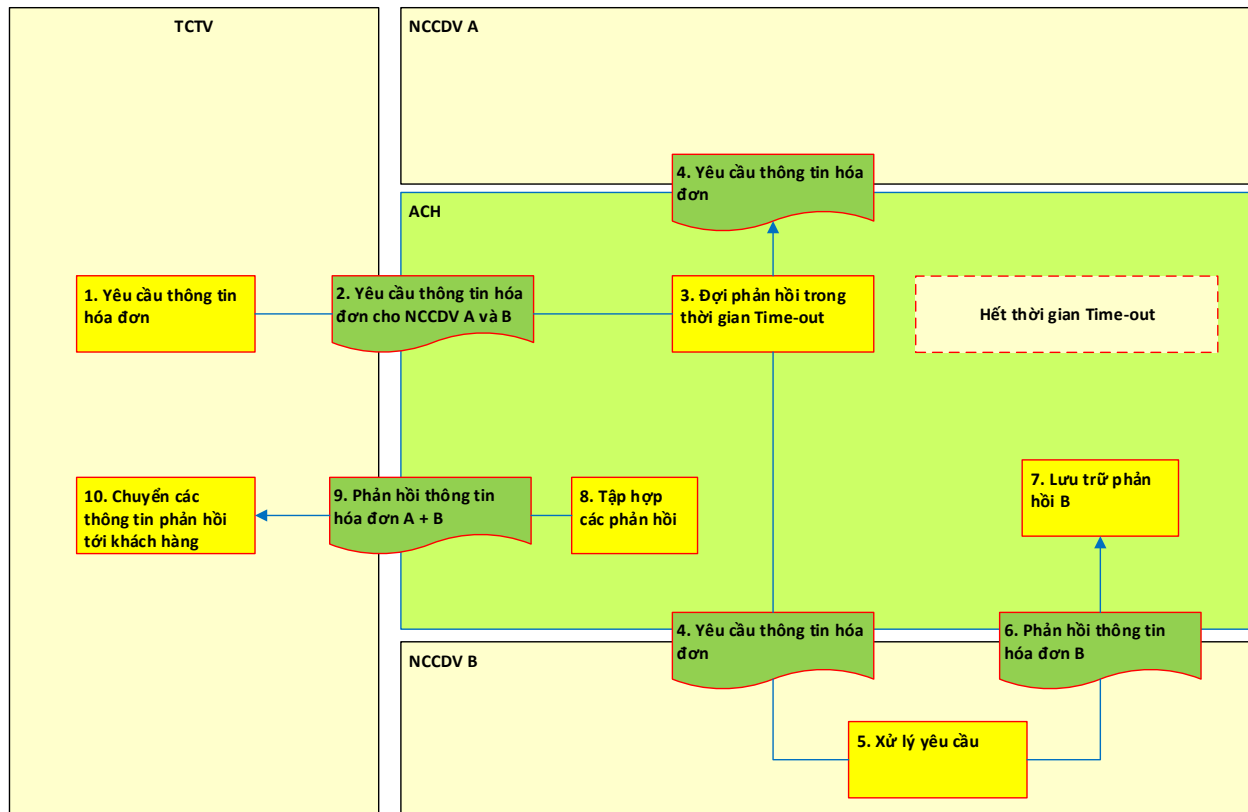 TCTV
NCCDV A
4. Yêu cầu thông tin hóa
đơn
ACH
1. Yêu cầu thông tin
hóa đơn
2. Yêu cầu thông tin hóa
đơn cho NCCDV A và B
3. Đợi phản hồi trong
thời gian Time-out
Hết thời gian Time-out
10. Chuyển các
thông tin phản hồi
tới khách hàng
9. Phản hồi thông tin
hóa đơn A + B
8. Tập hợp
các phản hồi
7. Lưu trữ phản
hồi B
4. Yêu cầu thông tin hóa
đơn
6. Phản hồi thông tin
hóa đơn B
NCCDV B
5. Xử lý yêu cầu